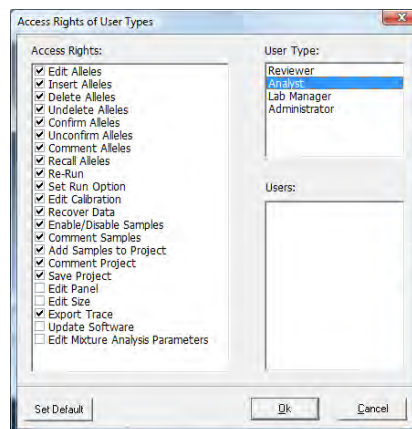 Access Rights of User Types
Access Rights:
Edit Alleles
Insert Alleles
Delete Alleles
Undelete Alleles
Confirm Alleles
Unconfirm Alleles
Comment Alleles
Recall Alleles
Re-Run
Set Run Option
Edit Calibration
Recover Data
Enable/Disable Samples
Comment Samples
Add Samples to Project
Comment Project
Save Project
Edit Panel
Edit Size
Export Trace
Update Software
Edit Mixture Analysis Parameters
User Type:
Reviewer
Analyst
Lab Manager
Administrator
Users:
Set Default
Ok
Cancel